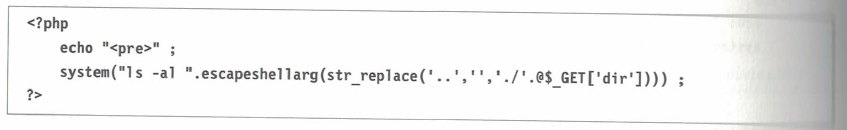 <?php
echo "<pre>" ;
system("ls -al ".escapeshellarg(str_replace('..','','./'.@$_GET['dir']))) ;
?>